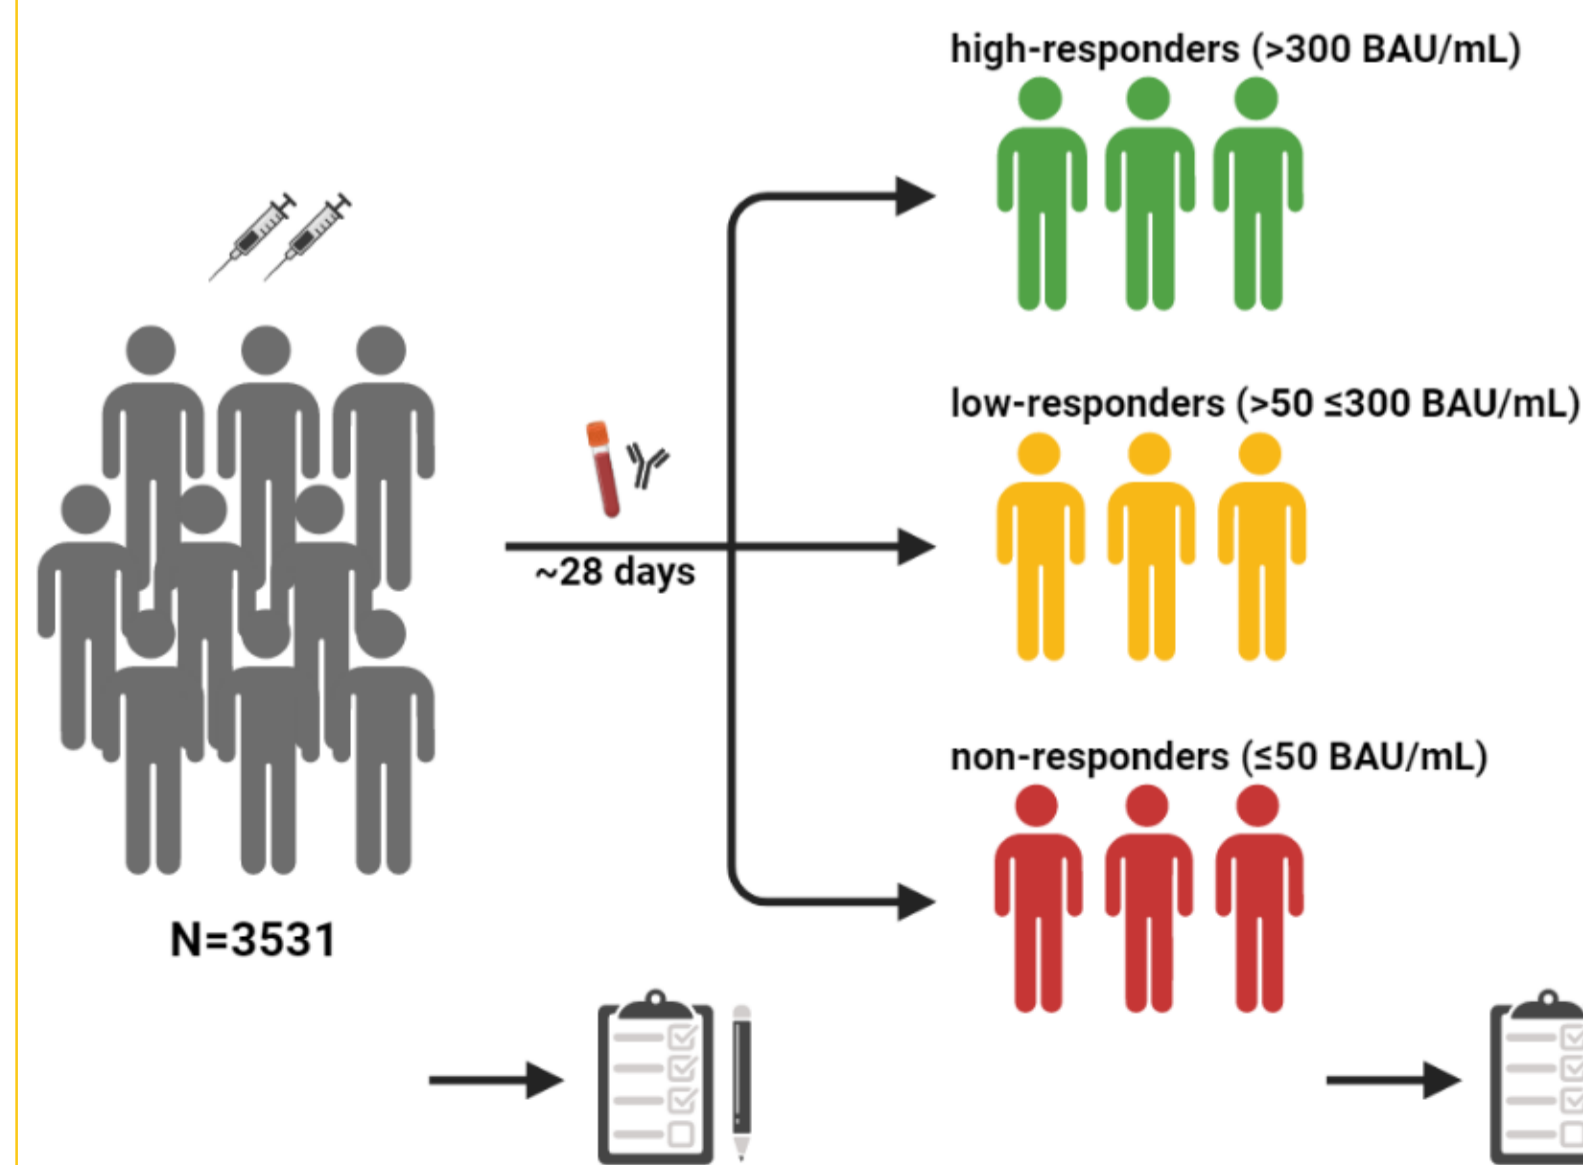 high-responders (>300 BAU/mL)
low-responders (>50 ≤300 BAU/mL)
~28 days
non-responders (≤50 BAU/mL)
N=3531